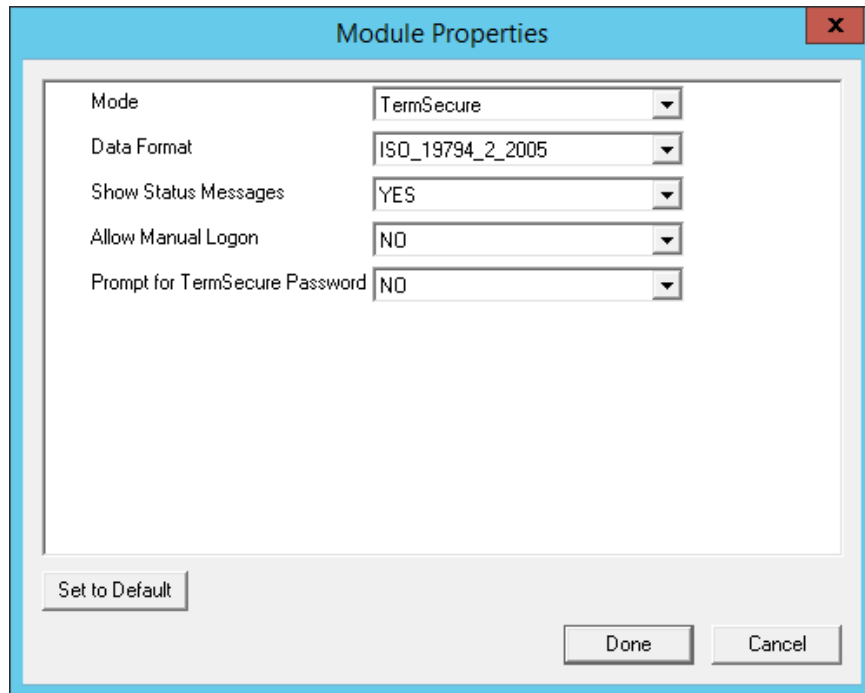 Module Properties
x
Mode TermSecure
Data Format ISO_19794_2_2005
Show Status Messages YES
Allow Manual Logon NO
Prompt for TermSecure Password NO
Set to Default
Done Cancel